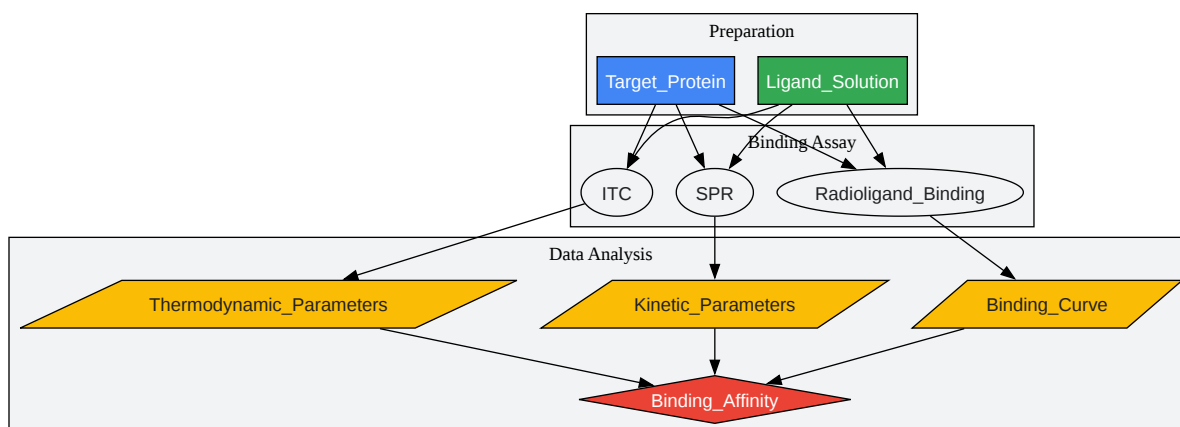 Preparation
Target_Protein
Ligand_Solution
Binding Assay
ITC
SPR
Radioligand_Binding
Data Analysis
Thermodynamic_Parameters
Kinetic_Parameters
Binding_Curve
Binding_Affinity